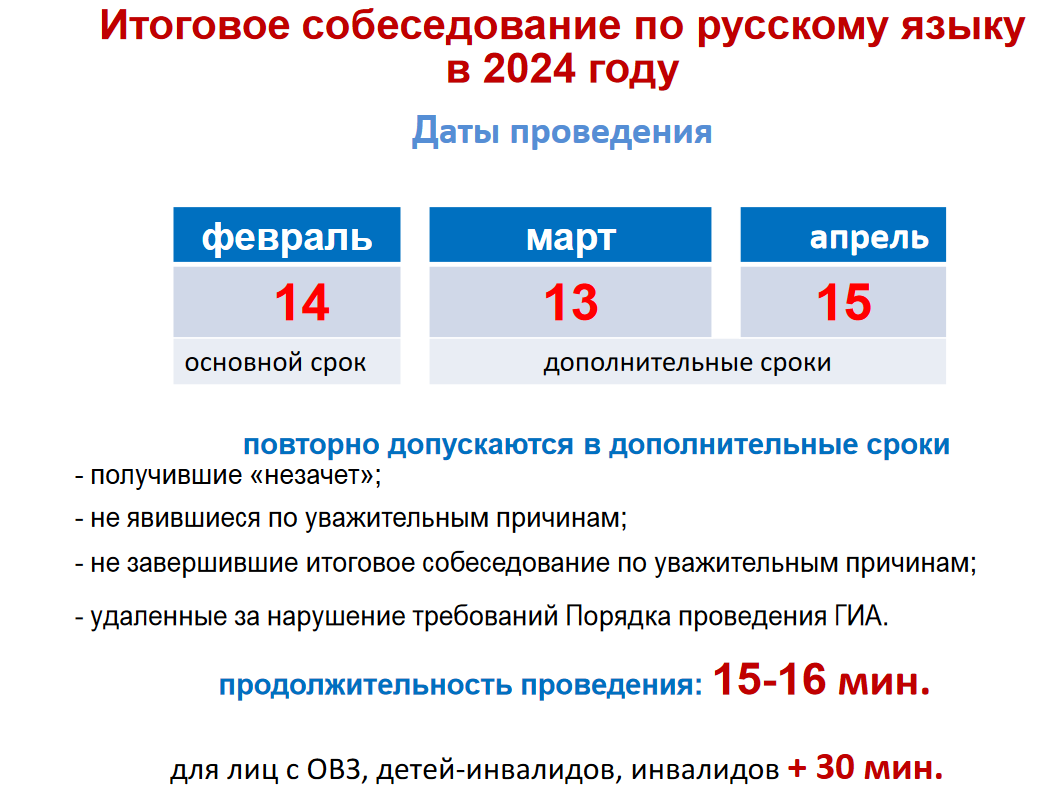 Итоговое собеседование по русскому языку
в 2024 году
Даты проведения
февраль март апрель
14 13 15
основной срок дополнительные сроки
повторно допускаются в дополнительные сроки
- получившие «незачет»;
- не явившиеся по уважительным причинам;
- не завершившие итоговое собеседование по уважительным причинам;
- удаленные за нарушение требований Порядка проведения ГИА.
продолжительность проведения: 15-16 мин.
для лиц с ОВЗ, детей-инвалидов, инвалидов + 30 мин.